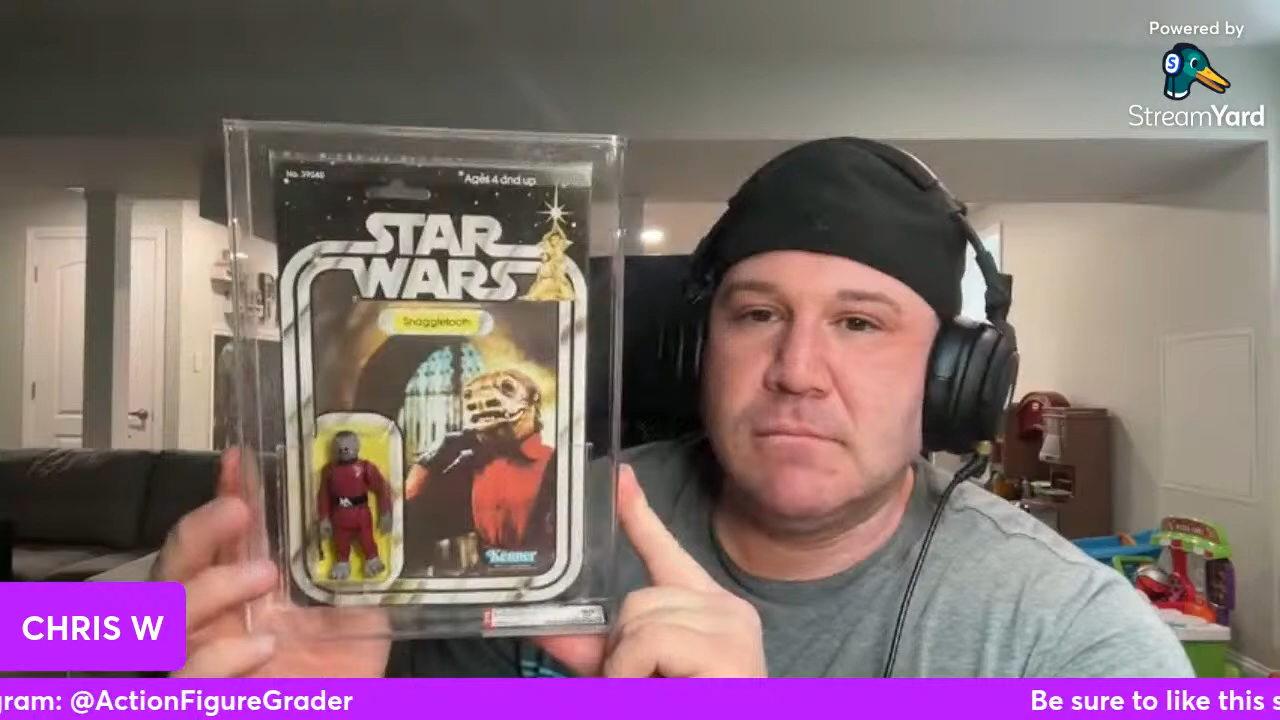 Powered by
StreamYard
No. 39040
Ages 4 and up
STAR
WARS
Snaggletooth
Kenner
CHRIS W
gram: @ActionFigureGrader
Be sure to like this s